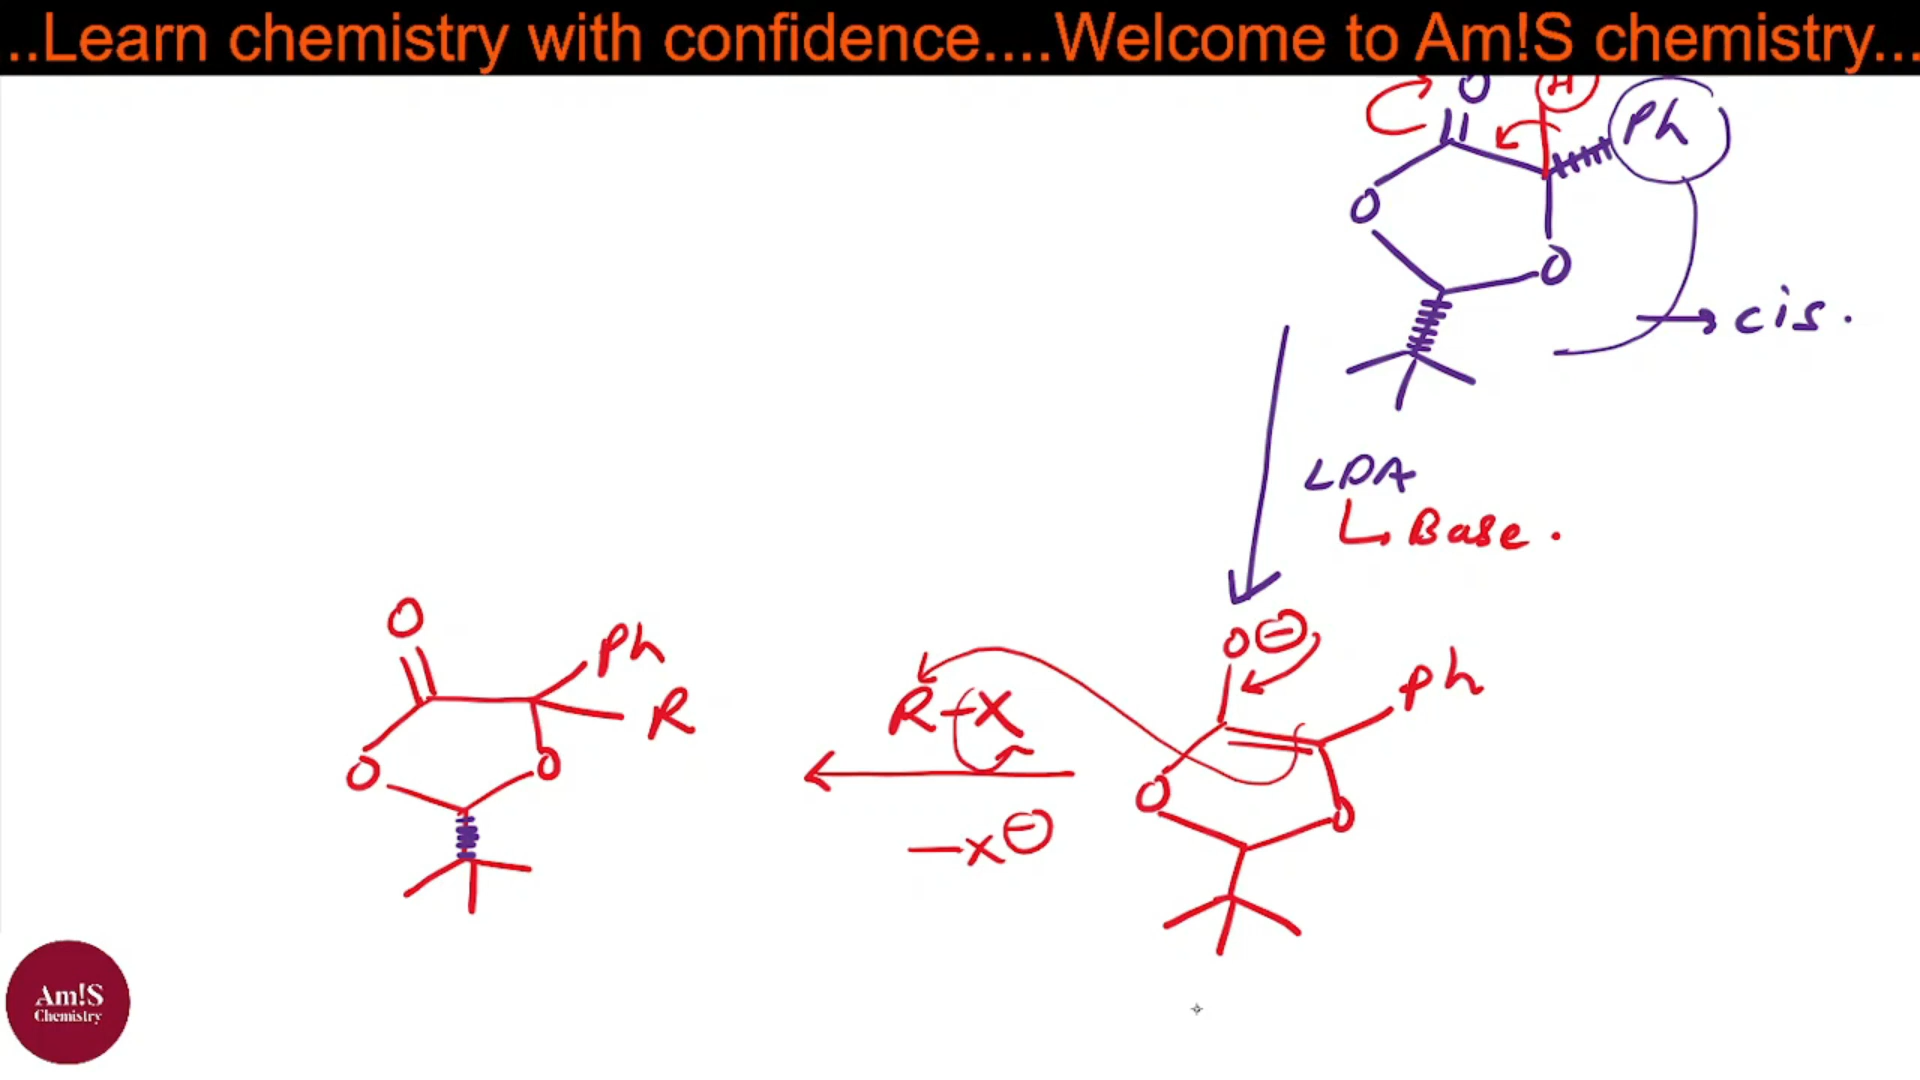 ..Learn chemistry with confidence....Welcome to Am!S chemistry...
O H Ph
O
O
cis.
LDA
Base.
O Ph R O O
R-X
-X⊖
O⊖ Ph O O
Am!S
Chemistry